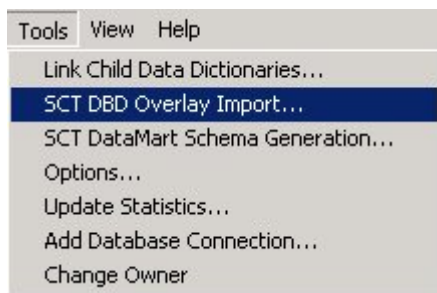 Tools View Help
Link Child Data Dictionaries...
SCT DBD Overlay Import...
SCT DataMart Schema Generation...
Options...
Update Statistics...
Add Database Connection...
Change Owner